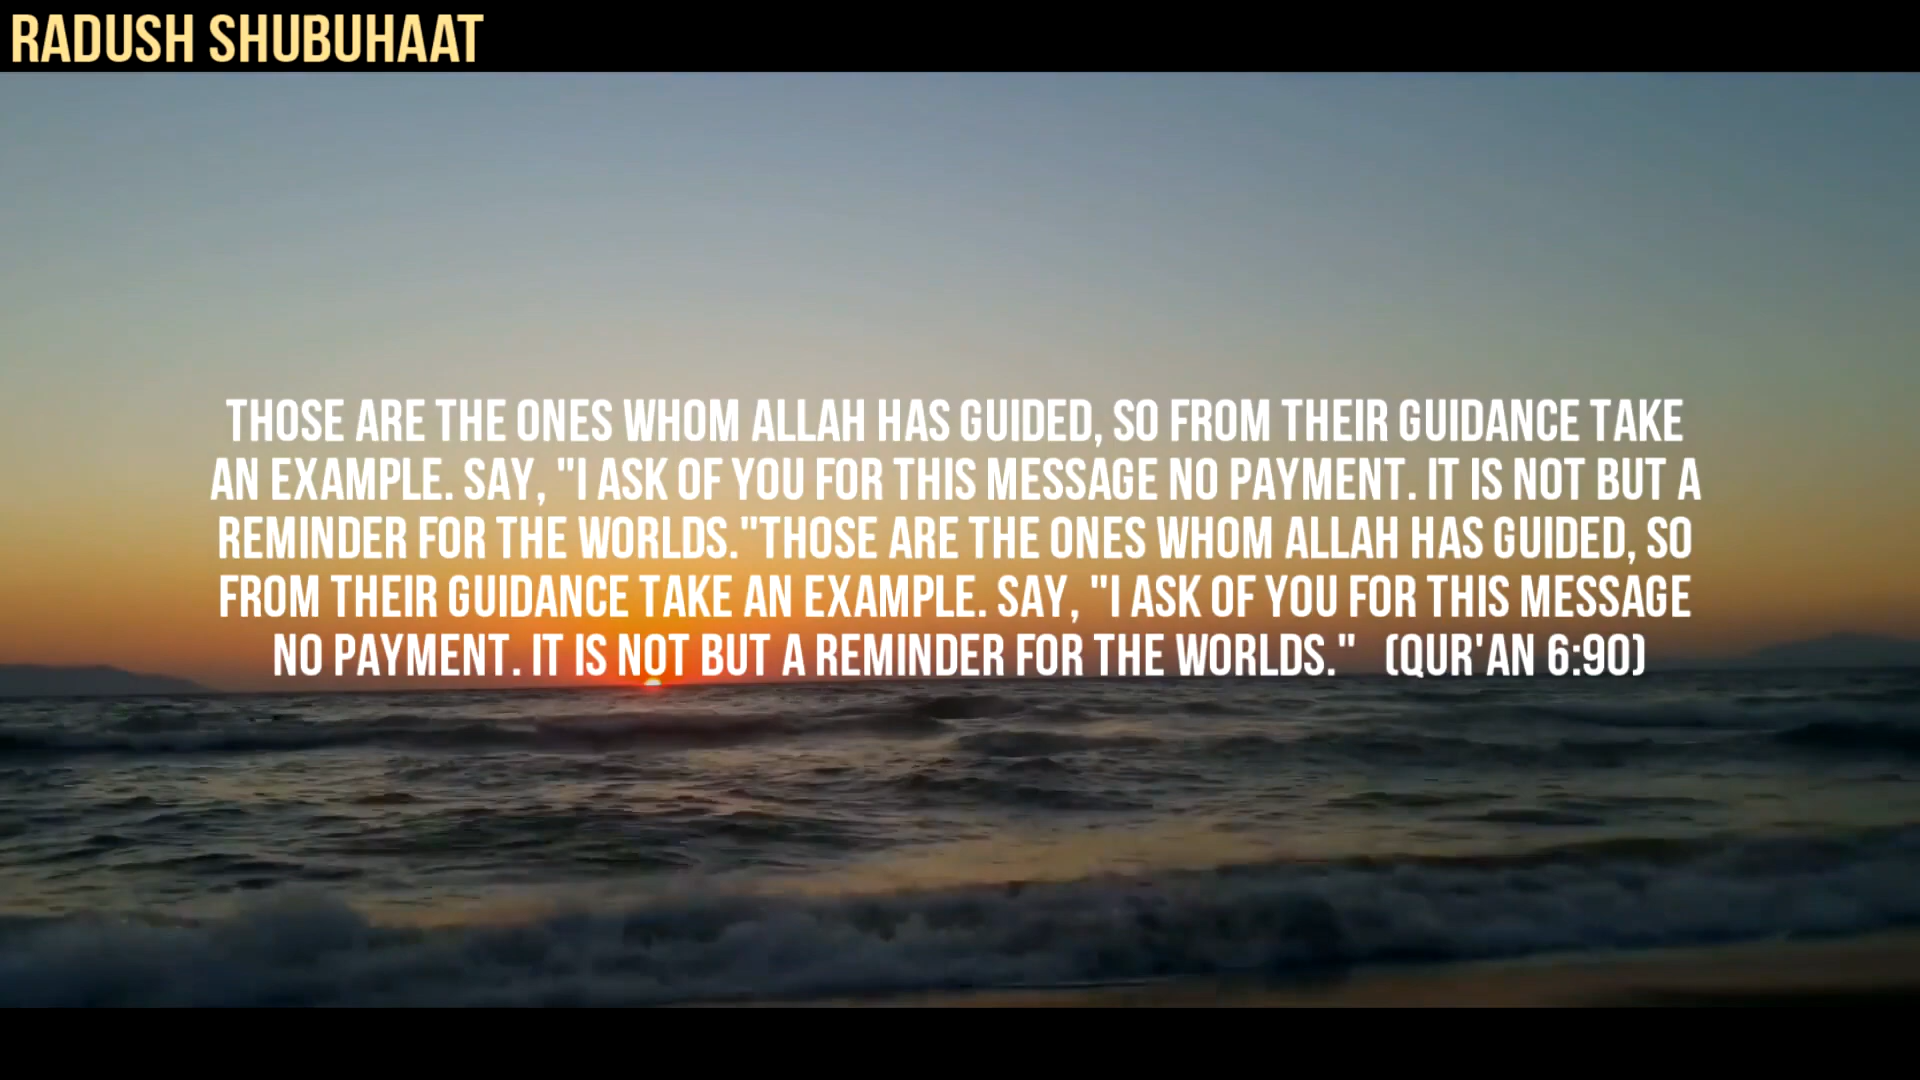 RADUSH SHUBUHAAT
THOSE ARE THE ONES WHOM ALLAH HAS GUIDED, SO FROM THEIR GUIDANCE TAKE
AN EXAMPLE. SAY, "I ASK OF YOU FOR THIS MESSAGE NO PAYMENT. IT IS NOT BUT A
REMINDER FOR THE WORLDS."THOSE ARE THE ONES WHOM ALLAH HAS GUIDED, SO
FROM THEIR GUIDANCE TAKE AN EXAMPLE. SAY, "I ASK OF YOU FOR THIS MESSAGE
NO PAYMENT. IT IS NOT BUT A REMINDER FOR THE WORLDS." (QUR'AN 6:90)